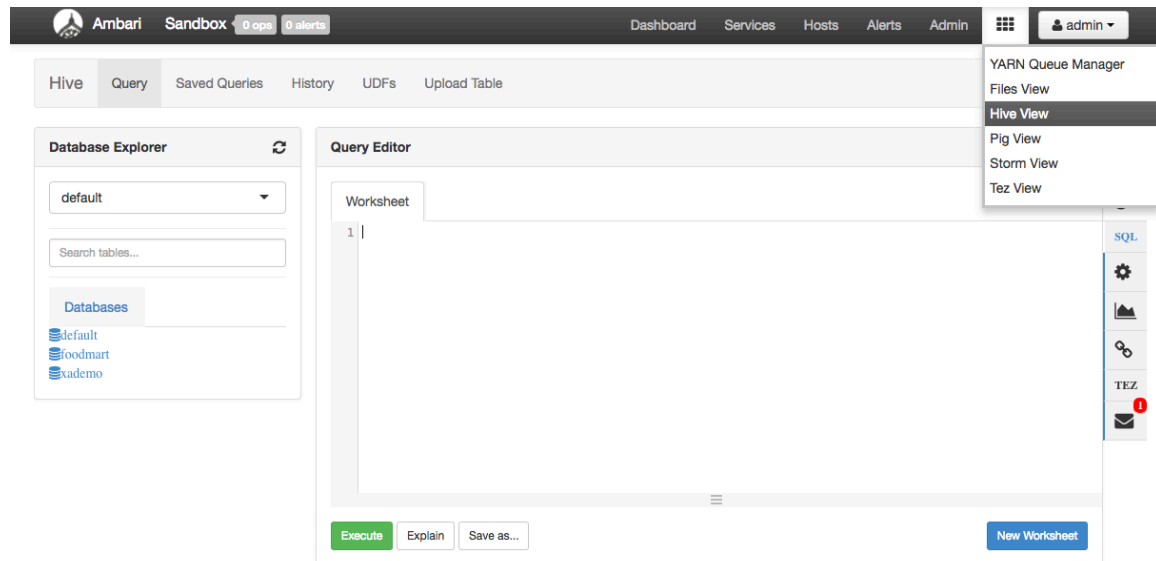 Ambari Sandbox 0 ops 0 alerts Dashboard Services Hosts Alerts Admin admin
YARN Queue Manager
Files View
Hive View
Pig View
Storm View
Tez View
Hive Query Saved Queries History UDFs Upload Table
Database Explorer
default
Search tables...
Databases
default
foodmart
xademo
Query Editor
Worksheet
1
SQL
TEZ
1
Execute Explain Save as... New Worksheet